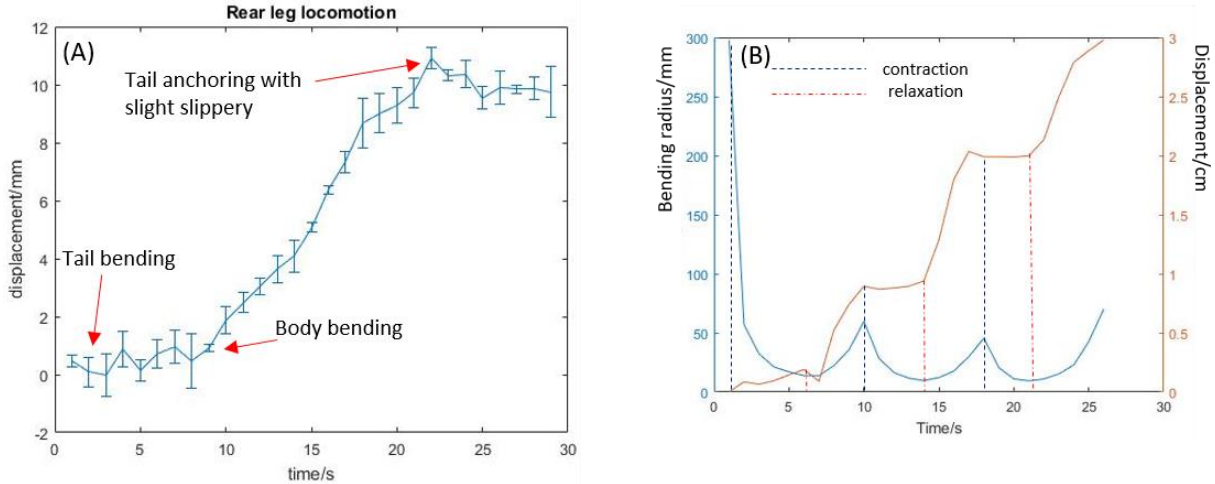 Rear leg locomotion
(A)
Tail anchoring with
slight slippery
Tail bending
Body bending
displacement/mm
12
10
8
6
4
2
0
-2
0 5 10 15 20 25 30
time/s
(B)
contraction
relaxation
Bending radius/mm
300
250
200
150
100
50
0
Displacement/cm
3
2.5
2
1.5
1
0.5
0
0 5 10 15 20 25 30
Time/s